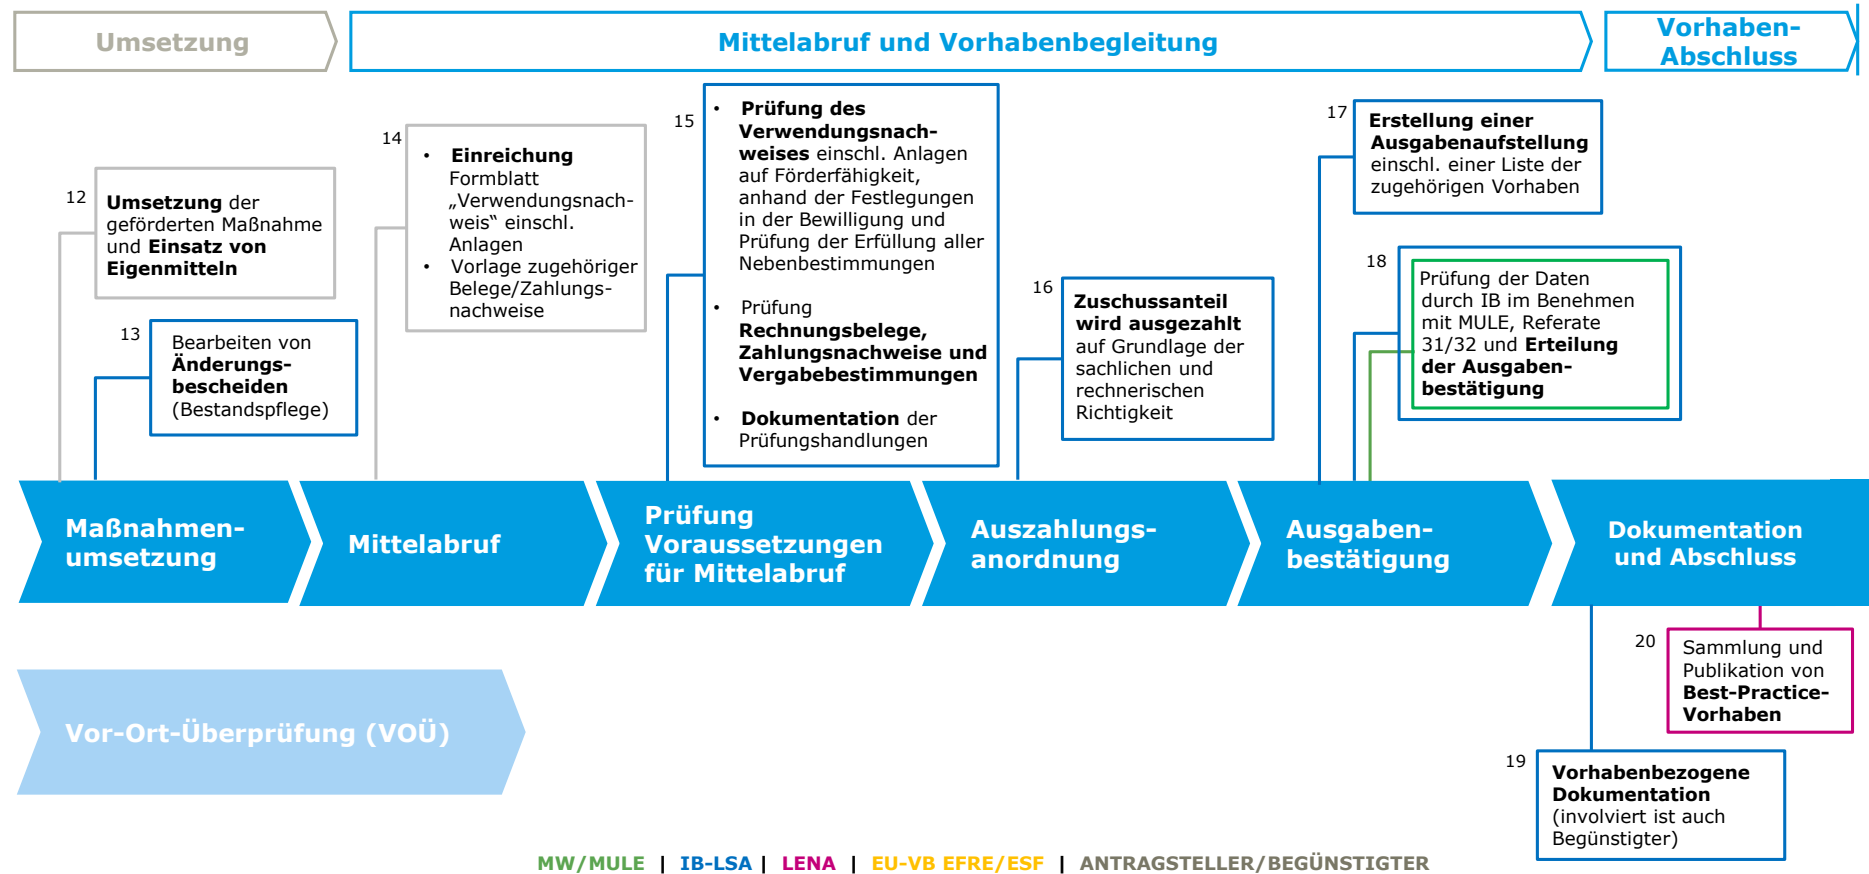 Umsetzung
Mittelabruf und Vorhabenbegleitung
Vorhaben-
Abschluss
12
Umsetzung der
geförderten Maßnahme
und Einsatz von
Eigenmitteln
13
Bearbeiten von
Änderungs-
bescheiden
(Bestandspflege)
14
• Einreichung
Formblatt
„Verwendungsnach-
weis“ einschl.
Anlagen
• Vorlage zugehöriger
Belege/Zahlungs-
nachweise
15
• Prüfung des
Verwendungsnach-
weises einschl. Anlagen
auf Förderfähigkeit,
anhand der Festlegungen
in der Bewilligung und
Prüfung der Erfüllung aller
Nebenbestimmungen
• Prüfung
Rechnungsbelege,
Zahlungsnachweise und
Vergabebestimmungen
• Dokumentation der
Prüfungshandlungen
16
Zuschussanteil
wird ausgezahlt
auf Grundlage der
sachlichen und
rechnerischen
Richtigkeit
17
Erstellung einer
Ausgabenaufstellung
einschl. einer Liste der
zugehörigen Vorhaben
18
Prüfung der Daten
durch IB im Benehmen
mit MULE, Referate
31/32 und Erteilung
der Ausgaben-
bestätigung
Maßnahmen-
umsetzung
Mittelabruf
Prüfung
Voraussetzungen
für Mittelabruf
Auszahlungs-
anordnung
Ausgaben-
bestätigung
Dokumentation
und Abschluss
Vor-Ort-Überprüfung (VOÜ)
20
Sammlung und
Publikation von
Best-Practice-
Vorhaben
19
Vorhabenbezogene
Dokumentation
(involviert ist auch
Begünstigter)
MW/MULE | IB-LSA | LENA | EU-VB EFRE/ESF | ANTRAGSTELLER/BEGÜNSTIGTER